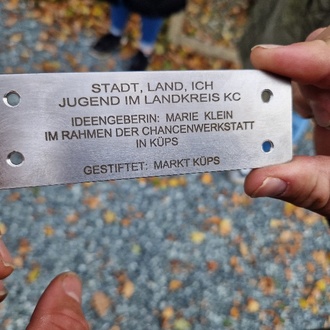 STADT, LAND, ICH
JUGEND IM LANDKREIS KC
IDEENGEBERIN: MARIE KLEIN
IM RAHMEN DER CHANCENWERKSTATT
IN KÜPS
GESTIFTET: MARKT KÜPS